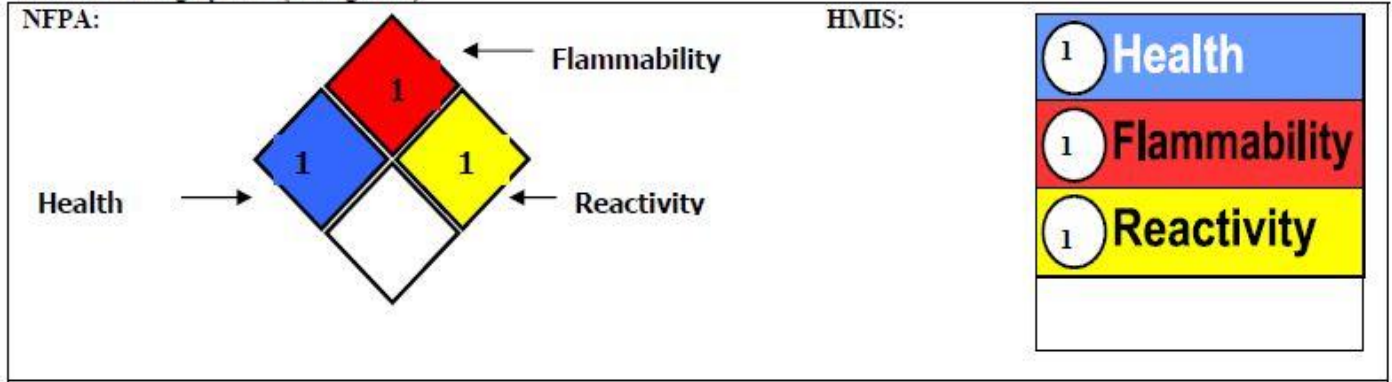 NFPA:
HMIS:
1
Flammability
1
1
Health
Reactivity
1 Health
1 Flammability
1 Reactivity